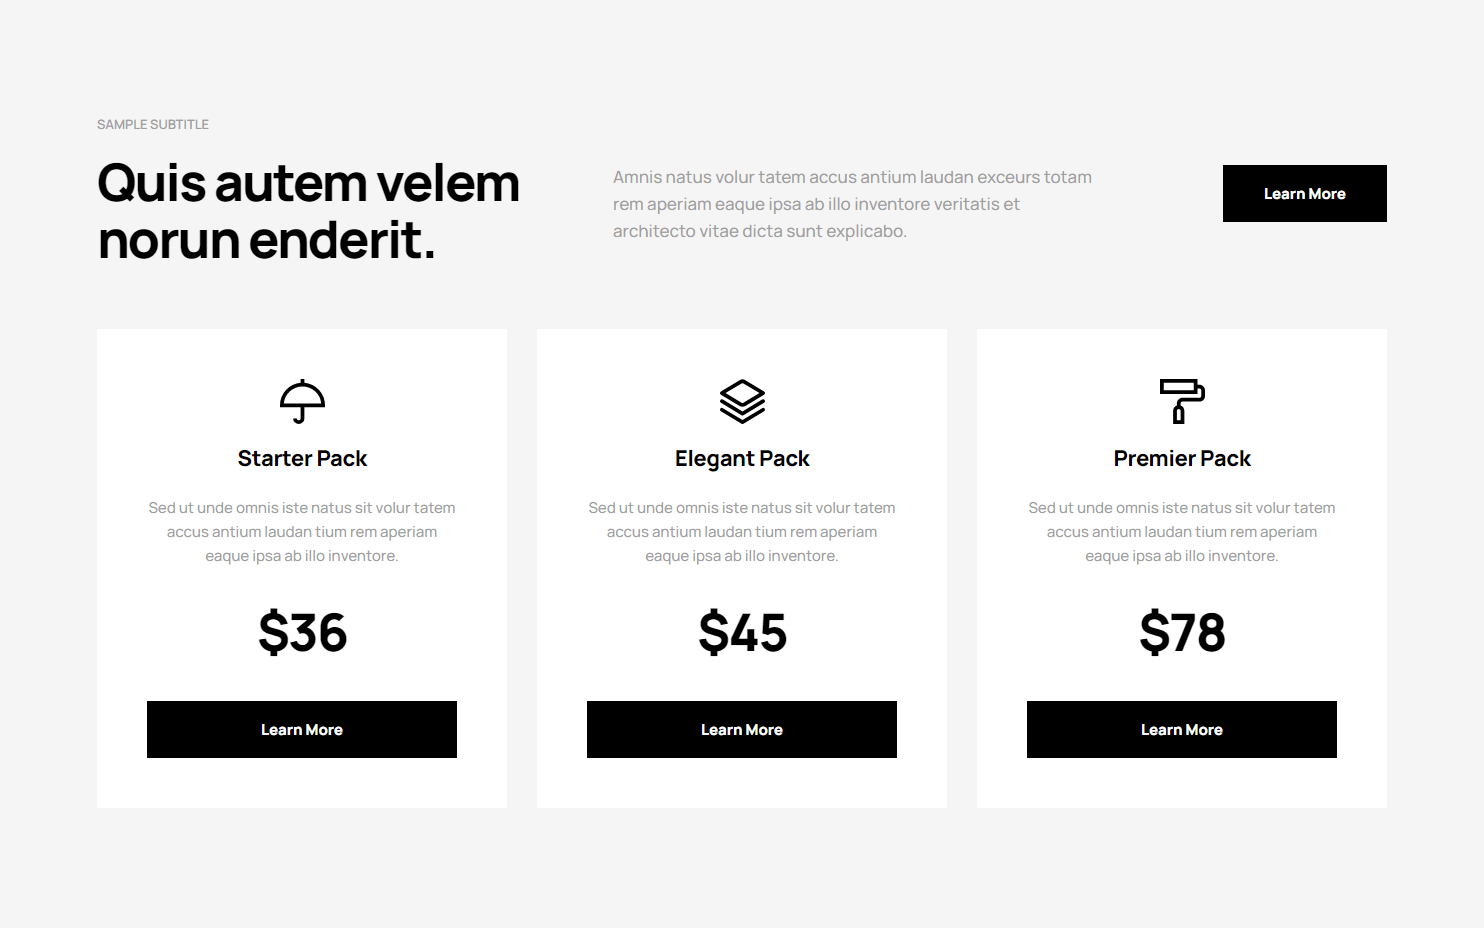 SAMPLE SUBTITLE
Quis autem velem
norun enderit.
Amnis natus volur tatem accus antium laudan exceurs totam
rem aperiam eaque ipsa ab illo inventore veritatis et
architecto vitae dicta sunt explicabo.
Learn More
Starter Pack
Sed ut unde omnis iste natus sit volur tatem
accus antium laudan tium rem aperiam
eaque ipsa ab illo inventore.
$36
Learn More
Elegant Pack
Sed ut unde omnis iste natus sit volur tatem
accus antium laudan tium rem aperiam
eaque ipsa ab illo inventore.
$45
Learn More
Premier Pack
Sed ut unde omnis iste natus sit volur tatem
accus antium laudan tium rem aperiam
eaque ipsa ab illo inventore.
$78
Learn More